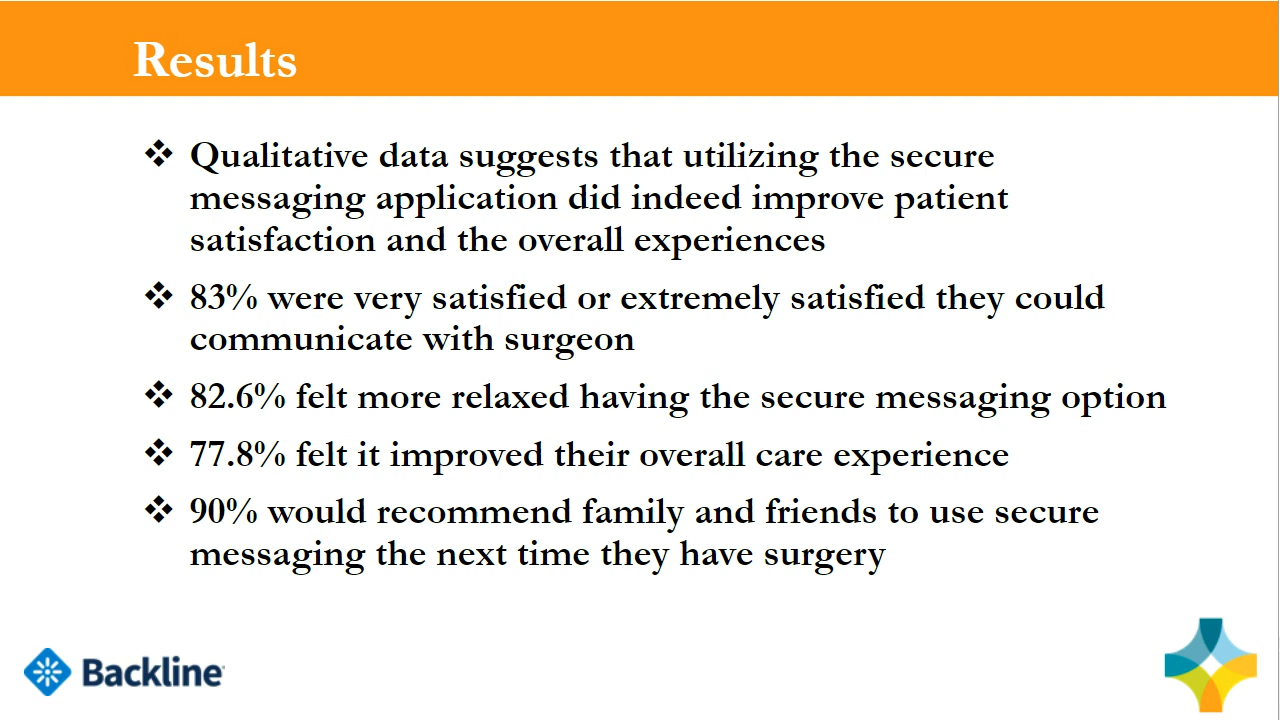 Results
❖ Qualitative data suggests that utilizing the secure
messaging application did indeed improve patient
satisfaction and the overall experiences
❖ 83% were very satisfied or extremely satisfied they could
communicate with surgeon
❖ 82.6% felt more relaxed having the secure messaging option
❖ 77.8% felt it improved their overall care experience
❖ 90% would recommend family and friends to use secure
messaging the next time they have surgery
Backline